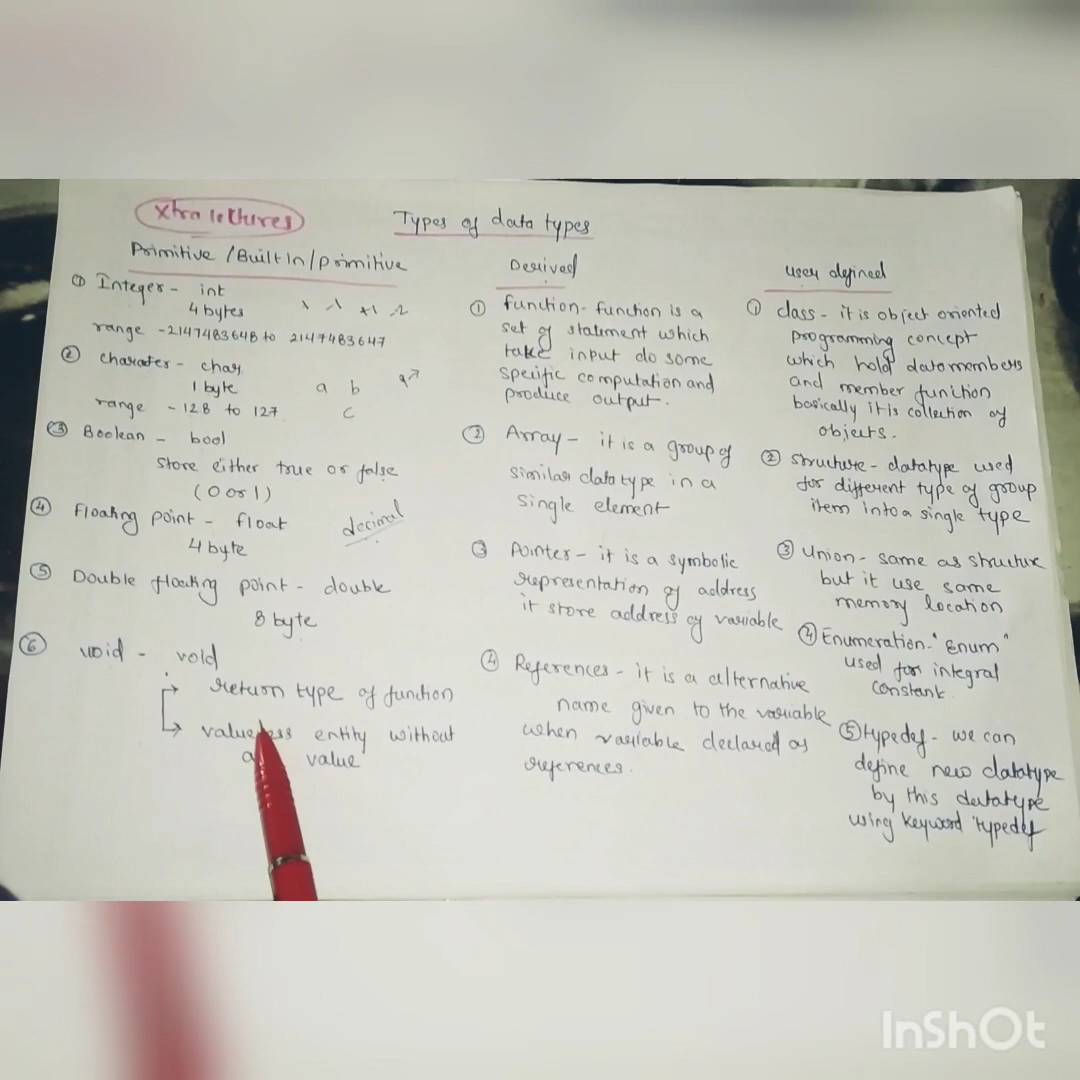 Xtra lectures
Types of data types
Primitive / Built In / primitive
① Integer - int
4 bytes
range -2147483648 to 2147483647
② charater - char
1 byte
a b
c
range -128 to 127
③ Boolean - bool
store either true or false
(0 or 1)
④ Floating point - float
decimal
4 byte
⑤ Double floating point - double
8 byte
⑥ void - void
return type of function
valueless entity without
value
Derived
① function - function is a
set of statement which
take input do some
specific computation and
produce output.
② Array - it is a group of
similar datatype in a
single element
③ Pointer - it is a symbolic
representation of address
it store address of variable
④ References - it is a alternative
name given to the variable
when variable declared as
references.
user defined
① class - it is object oriented
programming concept
which hold datamembers
and member function
basically it is collection of
objects.
② structure - datatype used
for different type of group
item into a single type
③ Union - same as structure
but it use same
memory location
④ Enumeration - "Enum"
used for integral
constant.
⑤ typedef - we can
define new datatype
by this datatype
using keyword 'typedef
InShOt